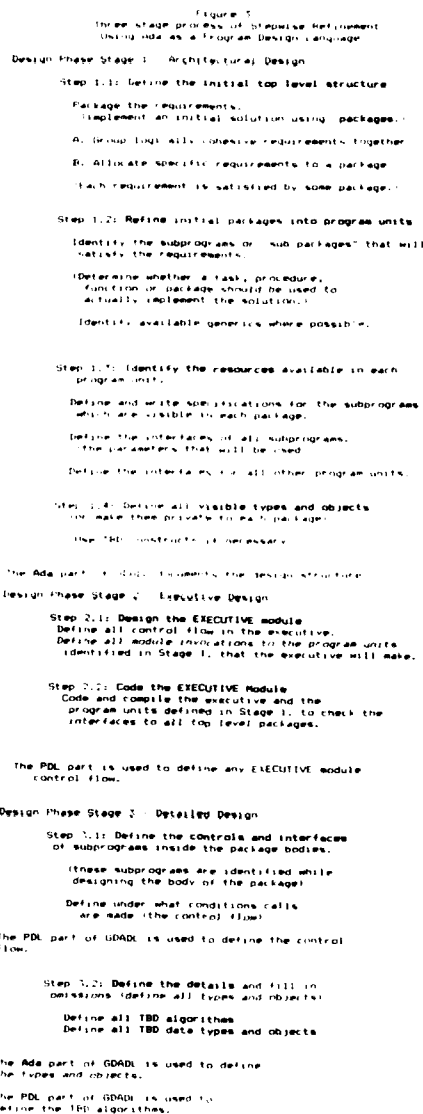 Figure 3
Three stage process of Stepwise Refinement
Using Ada as a Program Design Language
Design Phase Stage 1 Architectural Design
Step 1.1: Define the initial top level structure
Package the requirements.
(implement an initial solution using packages.)
A. Group logically cohesive requirements together
B. Allocate specific requirements to a package
(Each requirement is satisfied by some package.)
Step 1.2: Refine initial packages into program units
Identify the subprograms or "sub packages" that will
satisfy the requirements.
(Determine whether a task, procedure,
function or package should be used to
actually implement the solution.)
Identify available generics where possible.
Step 1.3: Identify the resources available in each
program unit.
Define and write specifications for the subprograms
which are visible in each package.
Define the interfaces of all subprograms.
(the parameters that will be used)
Define the interfaces for all other program units.
Step 1.4: Define all visible types and objects
(or make them private to each package)
Use TBD constructs if necessary
The Ada part of documents the design structure
Design Phase Stage 2 Executive Design
Step 2.1: Design the EXECUTIVE module
Define all control flow in the executive.
Define all module invocations to the program units
identified in Stage 1, that the executive will make.
Step 2.2: Code the EXECUTIVE Module
Code and compile the executive and the
program units defined in Stage 1, to check the
interfaces to all top level packages.
The PDL part is used to define any EXECUTIVE module
control flow.
Design Phase Stage 3 - Detailed Design
Step 3.1: Define the controls and interfaces
of subprograms inside the package bodies.
(these subprograms are identified while
designing the body of the package)
Define under what conditions calls
are made (the control flow)
he PDL part of GDADL is used to define the control
flow.
Step 3.2: Define the details and fill in
omissions (define all types and objects)
Define all TBD algorithms
Define all TBD data types and objects
he Ada part of GDADL is used to define
he types and objects.
he PDL part of GDADL is used to
efine the TBD algorithms.